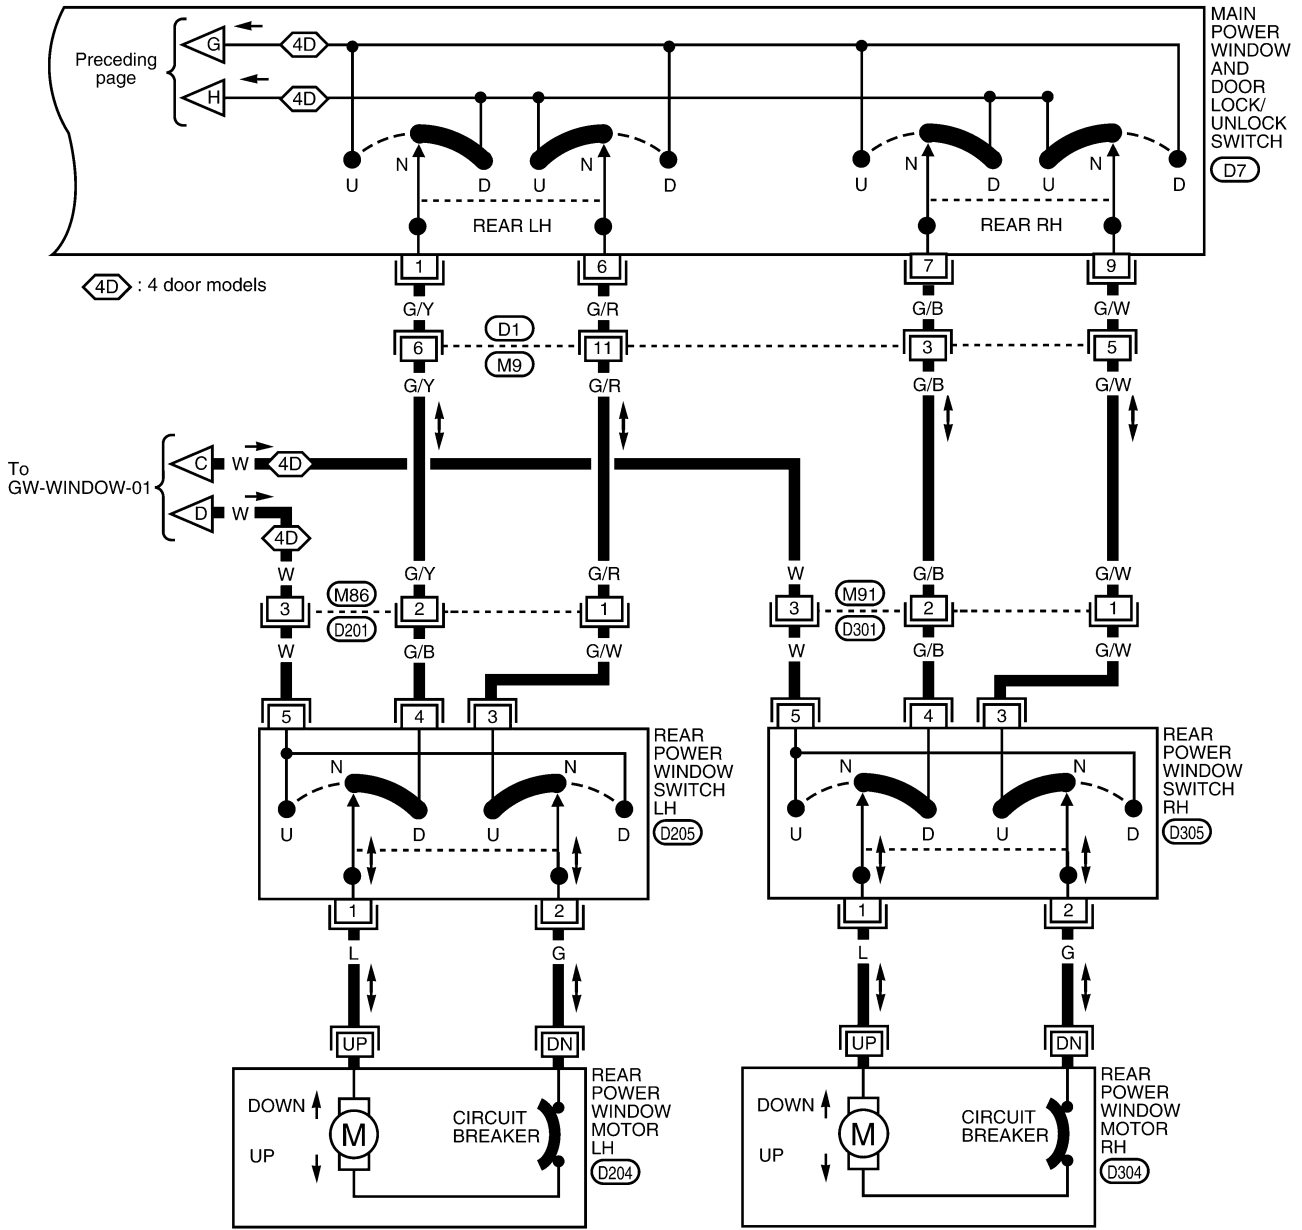 MAIN
POWER
WINDOW
AND
DOOR
LOCK/
UNLOCK
SWITCH
D7
Preceding
page
G 4D
H 4D
N N N N
U D U D U D U D
REAR LH REAR RH
1 6 7 9
4D : 4 door models
G/Y G/R G/B G/W
D1
6 11 3 5
M9
G/Y G/R G/B G/W
To
GW-WINDOW-01
C W 4D
D W
4D
W G/Y G/R W G/B G/W
M86 M91
3 2 1 3 2 1
D201 D301
W G/B G/W W G/B G/W
5 4 3 5 4 3
REAR
POWER
WINDOW
SWITCH
LH
D205
REAR
POWER
WINDOW
SWITCH
RH
D305
N N N N
U D U D U D U D
1 2 1 2
L G L G
UP DN UP DN
REAR
POWER
WINDOW
MOTOR
LH
D204
DOWN
UP
M
CIRCUIT
BREAKER
REAR
POWER
WINDOW
MOTOR
RH
D304
DOWN
UP
M
CIRCUIT
BREAKER